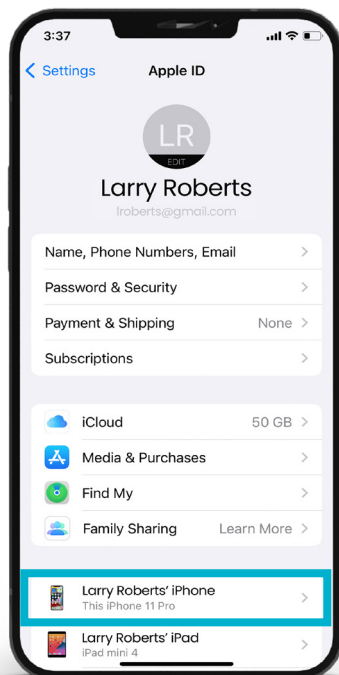 3:37
Settings Apple ID
LR
EDIT
Larry Roberts
lroberts@gmail.com
Name, Phone Numbers, Email
Password & Security
Payment & Shipping None
Subscriptions
iCloud 50 GB
Media & Purchases
Find My
Family Sharing Learn More
Larry Roberts' iPhone
This iPhone 11 Pro
Larry Roberts' iPad
iPad mini 4